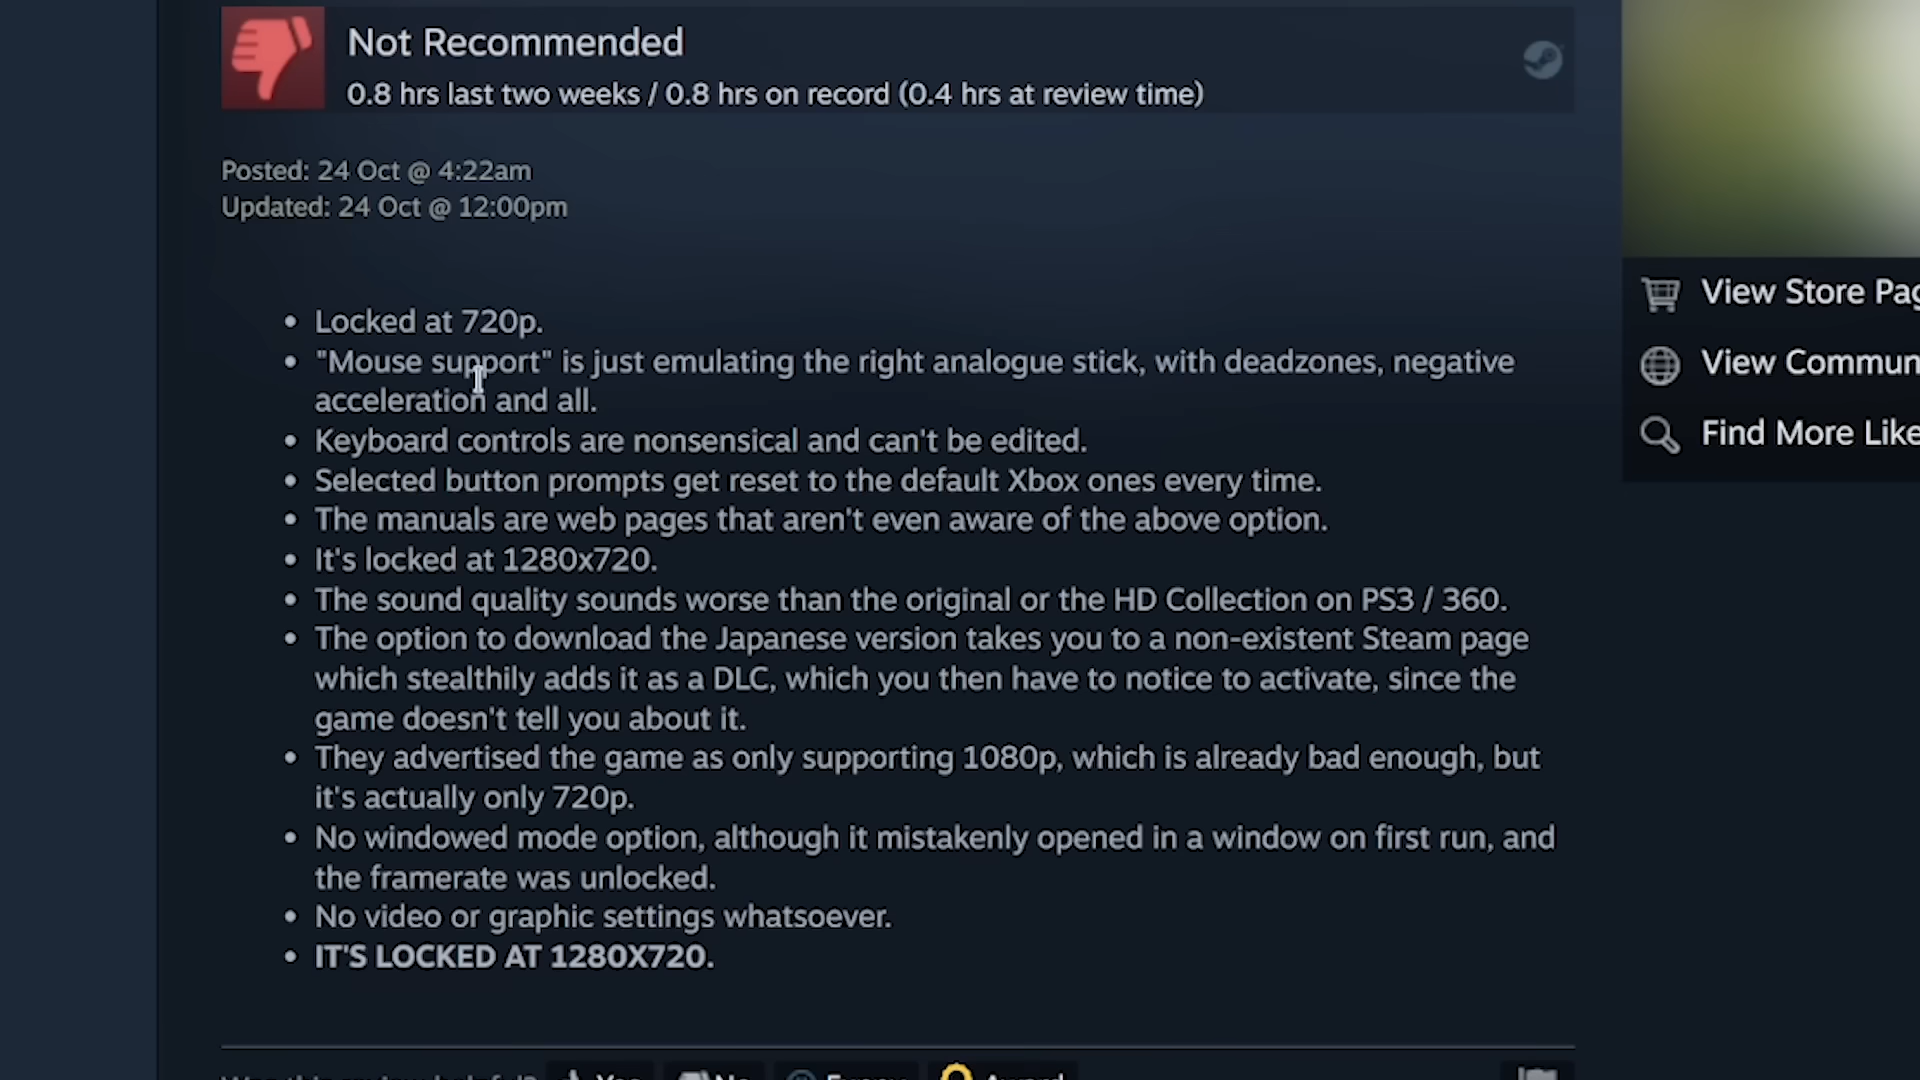 Not Recommended
0.8 hrs last two weeks / 0.8 hrs on record (0.4 hrs at review time)
Posted: 24 Oct @ 4:22am
Updated: 24 Oct @ 12:00pm
View Store Pag
View Commun
Find More Like
• Locked at 720p.
• "Mouse support" is just emulating the right analogue stick, with deadzones, negative
acceleration and all.
• Keyboard controls are nonsensical and can't be edited.
• Selected button prompts get reset to the default Xbox ones every time.
• The manuals are web pages that aren't even aware of the above option.
• It's locked at 1280x720.
• The sound quality sounds worse than the original or the HD Collection on PS3 / 360.
• The option to download the Japanese version takes you to a non-existent Steam page
which stealthily adds it as a DLC, which you then have to notice to activate, since the
game doesn't tell you about it.
• They advertised the game as only supporting 1080p, which is already bad enough, but
it's actually only 720p.
• No windowed mode option, although it mistakenly opened in a window on first run, and
the framerate was unlocked.
• No video or graphic settings whatsoever.
• IT'S LOCKED AT 1280X720.